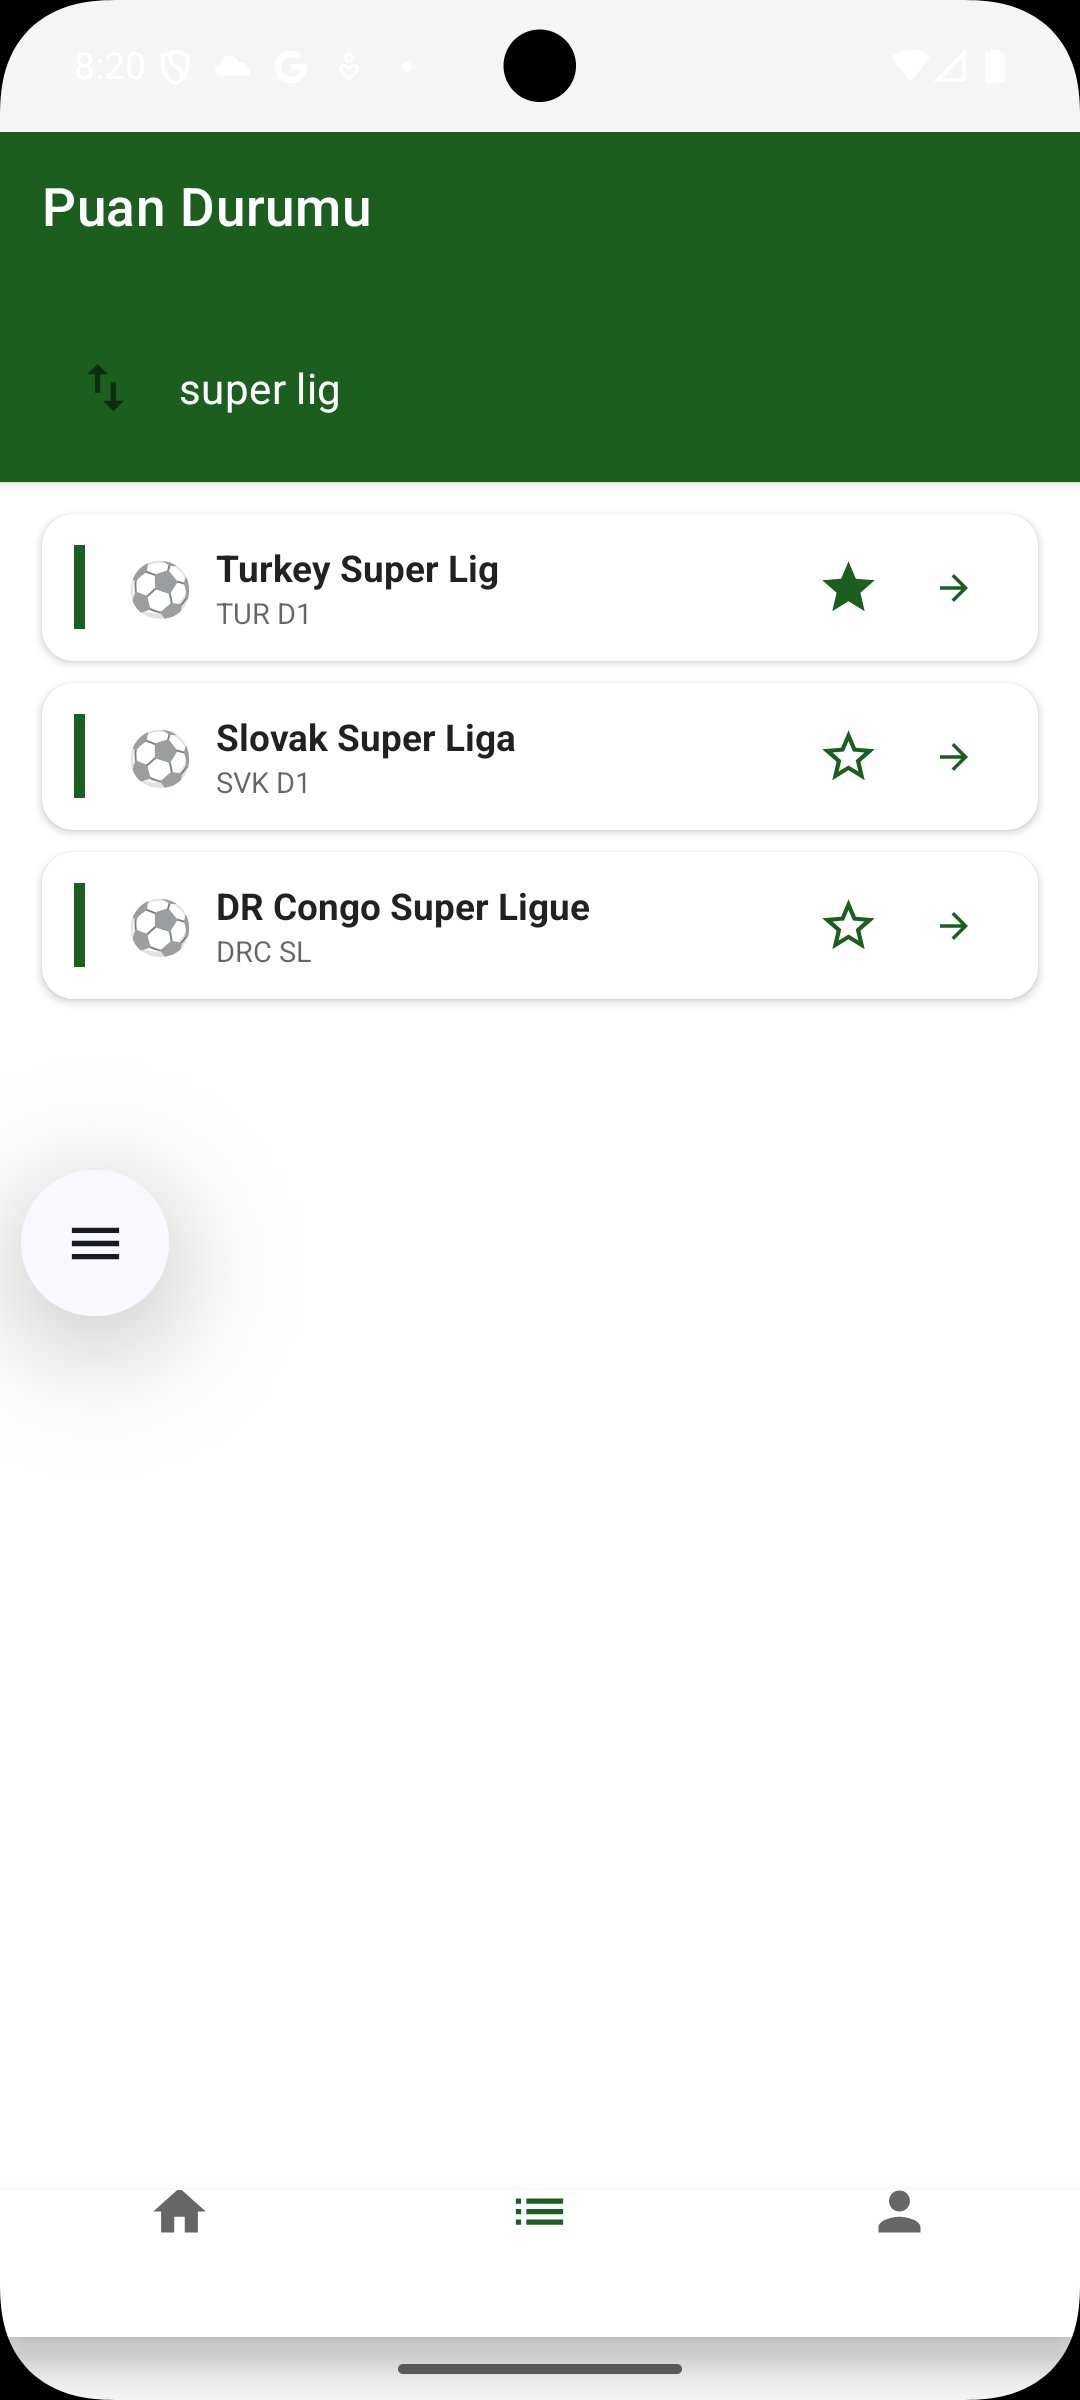 8:20
Puan Durumu
super lig
Turkey Super Lig
TUR D1
Slovak Super Liga
SVK D1
DR Congo Super Ligue
DRC SL